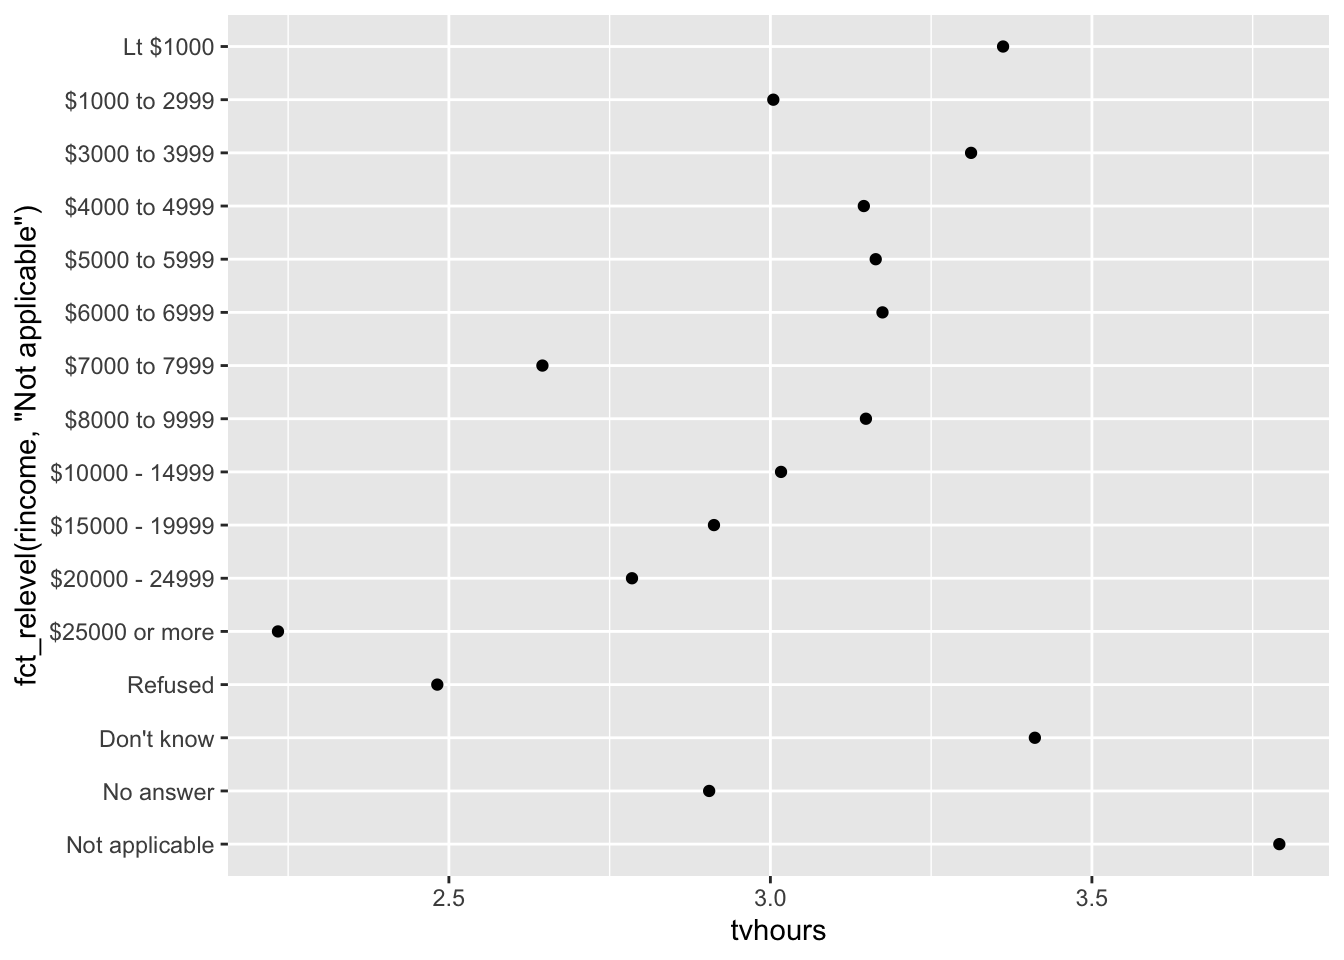 fct_relevel(rincome, "Not applicable")
Lt $1000
$1000 to 2999
$3000 to 3999
$4000 to 4999
$5000 to 5999
$6000 to 6999
$7000 to 7999
$8000 to 9999
$10000 - 14999
$15000 - 19999
$20000 - 24999
$25000 or more
Refused
Don't know
No answer
Not applicable
2.5 3.0 3.5
tvhours